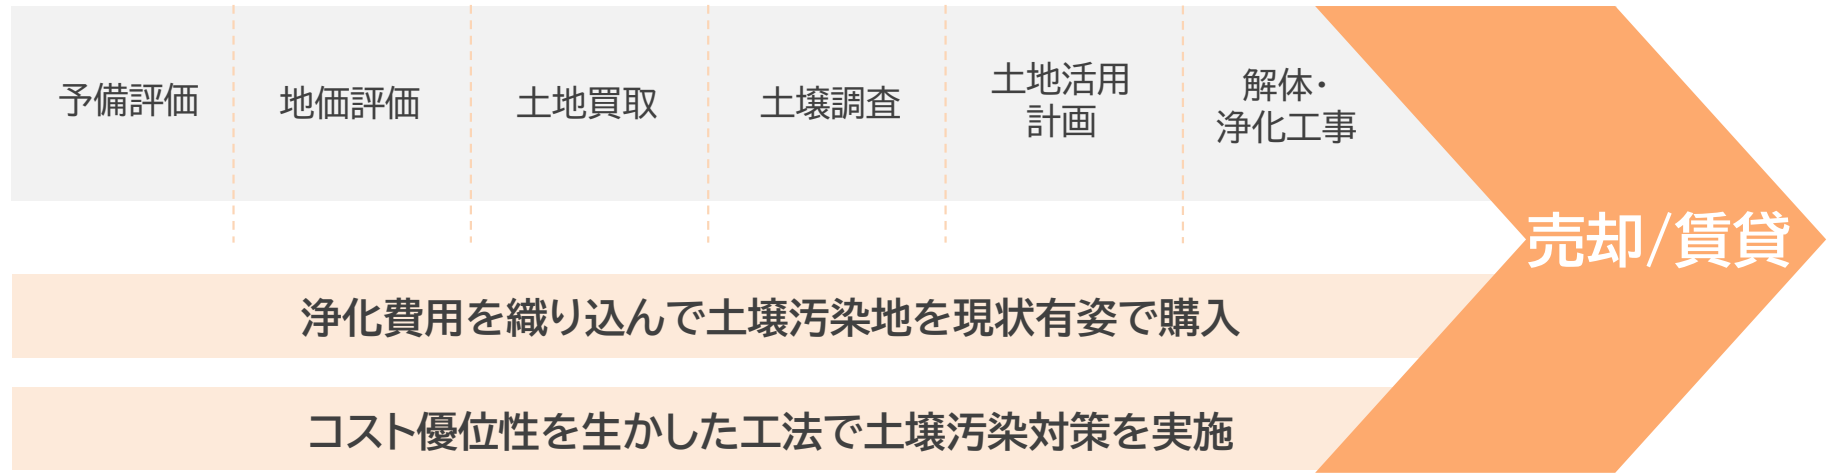 予備評価
地価評価
土地買取
土壌調査
土地活用
計画
解体・
浄化工事
売却/賃貸
浄化費用を織り込んで土壌汚染地を現状有姿で購入
コスト優位性を生かした工法で土壌汚染対策を実施